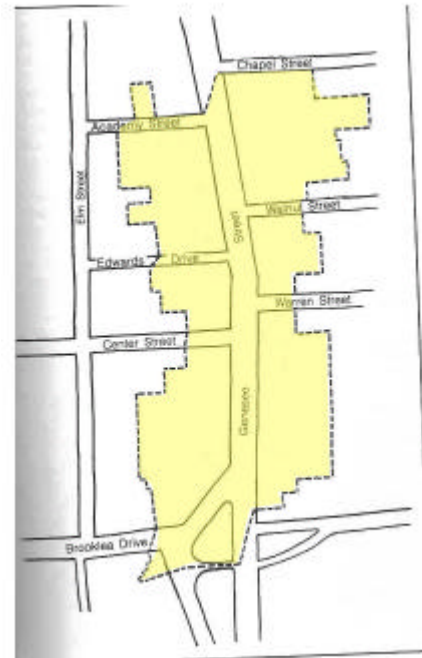 Chapel Street
Academy Street
Elm Street
Walnut Street
Street
Edwards Drive
Warren Street
Center Street
Genesee
Brooklea Drive